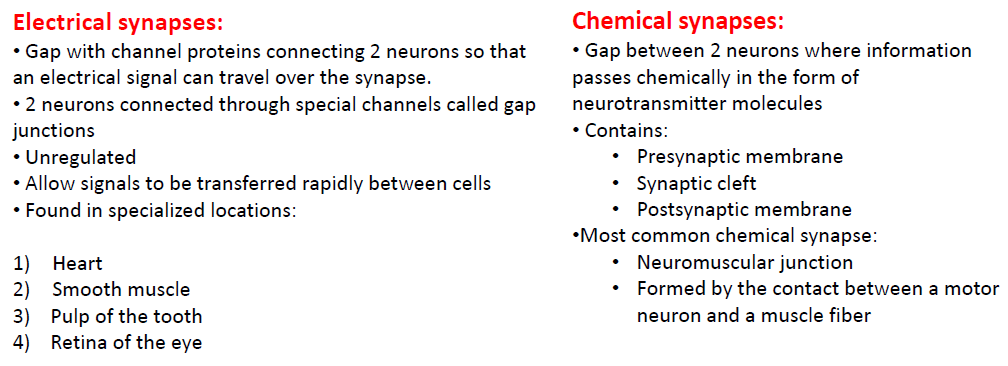 Electrical synapses:
• Gap with channel proteins connecting 2 neurons so that
an electrical signal can travel over the synapse.
• 2 neurons connected through special channels called gap
junctions
• Unregulated
• Allow signals to be transferred rapidly between cells
• Found in specialized locations:
1) Heart
2) Smooth muscle
3) Pulp of the tooth
4) Retina of the eye
Chemical synapses:
• Gap between 2 neurons where information
passes chemically in the form of
neurotransmitter molecules
• Contains:
• Presynaptic membrane
• Synaptic cleft
• Postsynaptic membrane
•Most common chemical synapse:
• Neuromuscular junction
• Formed by the contact between a motor
neuron and a muscle fiber